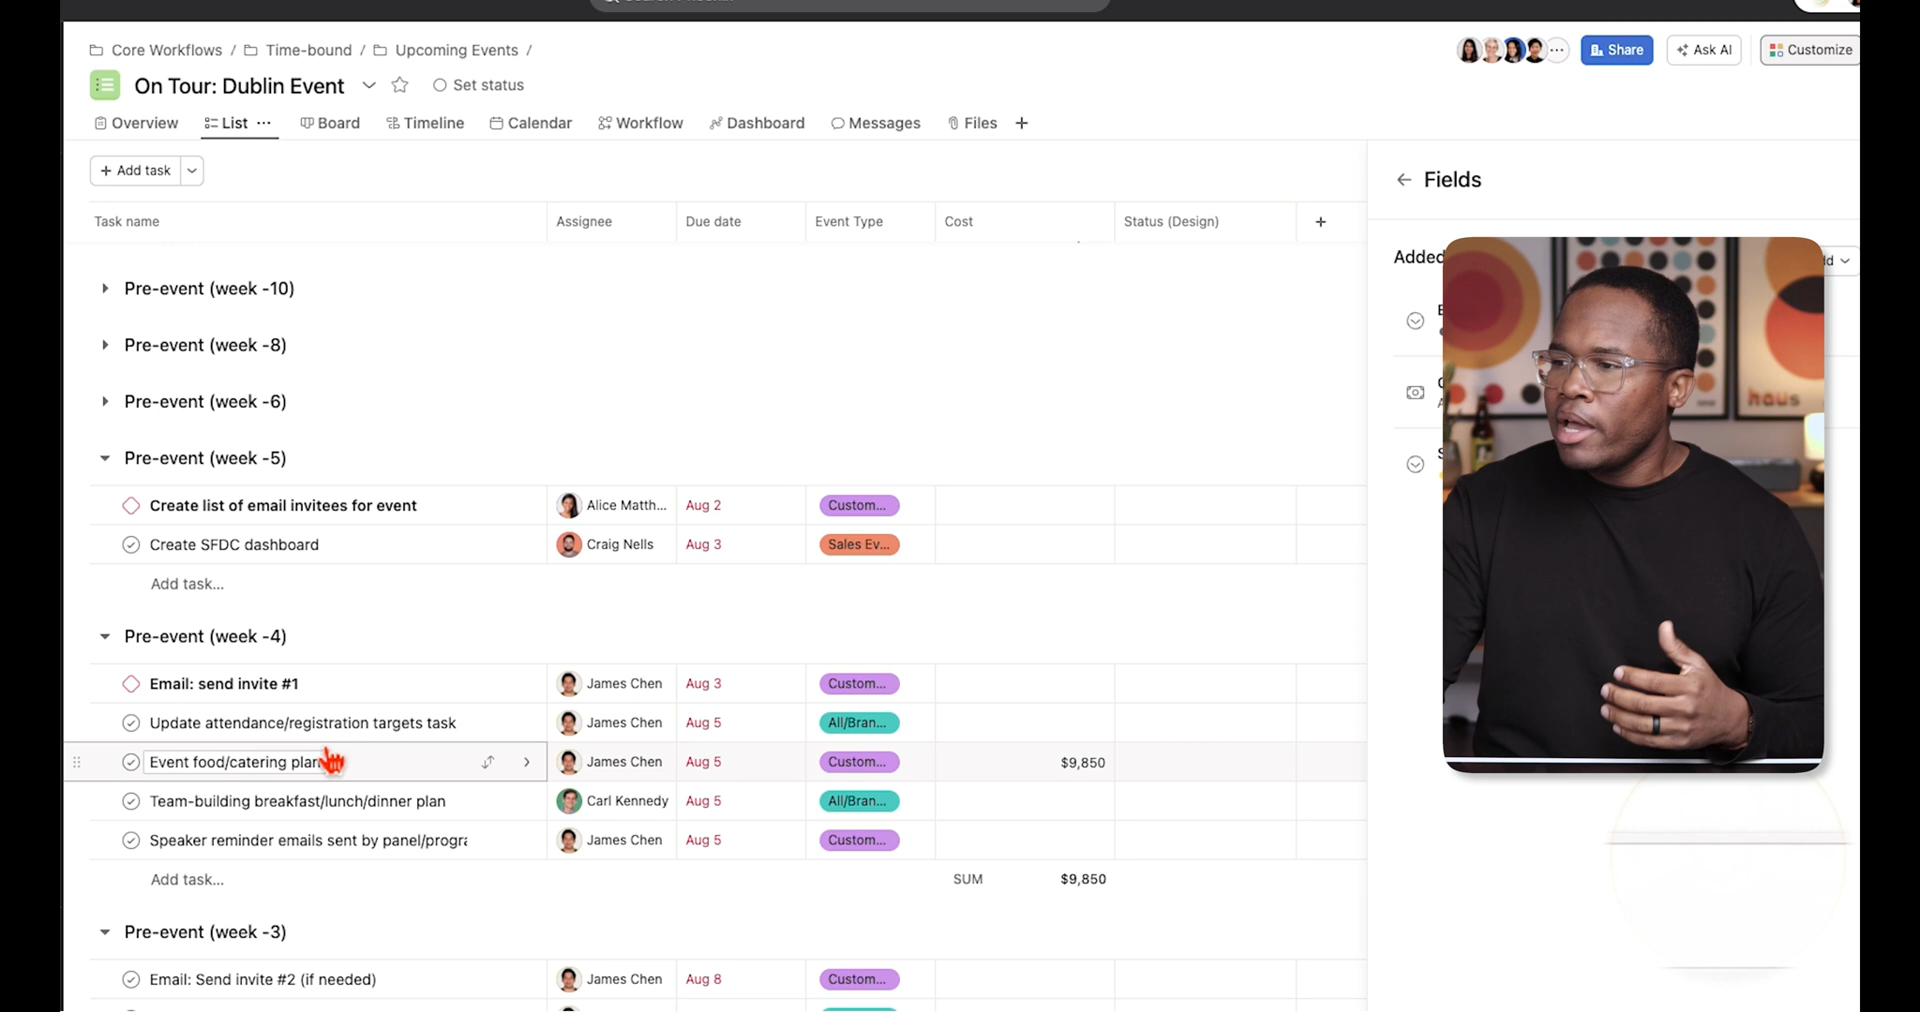 Core Workflows / Time-bound / Upcoming Events /
Share
Ask AI
Customize
On Tour: Dublin Event
Set status
Overview
List
Board
Timeline
Calendar
Workflow
Dashboard
Messages
Files
+
+ Add task
Fields
Task name
Assignee
Due date
Event Type
Cost
Status (Design)
+
Added
Pre-event (week -10)
Pre-event (week -8)
Pre-event (week -6)
haus
Pre-event (week -5)
Create list of email invitees for event Alice Matth... Aug 2 Custom...
Create SFDC dashboard Craig Nells Aug 3 Sales Ev...
Add task...
Pre-event (week -4)
Email: send invite #1 James Chen Aug 3 Custom...
Update attendance/registration targets task James Chen Aug 5 All/Bran...
Event food/catering plan James Chen Aug 5 Custom... $9,850
Team-building breakfast/lunch/dinner plan Carl Kennedy Aug 5 All/Bran...
Speaker reminder emails sent by panel/progra James Chen Aug 5 Custom...
Add task... SUM $9,850
Pre-event (week -3)
Email: Send invite #2 (if needed) James Chen Aug 8 Custom...